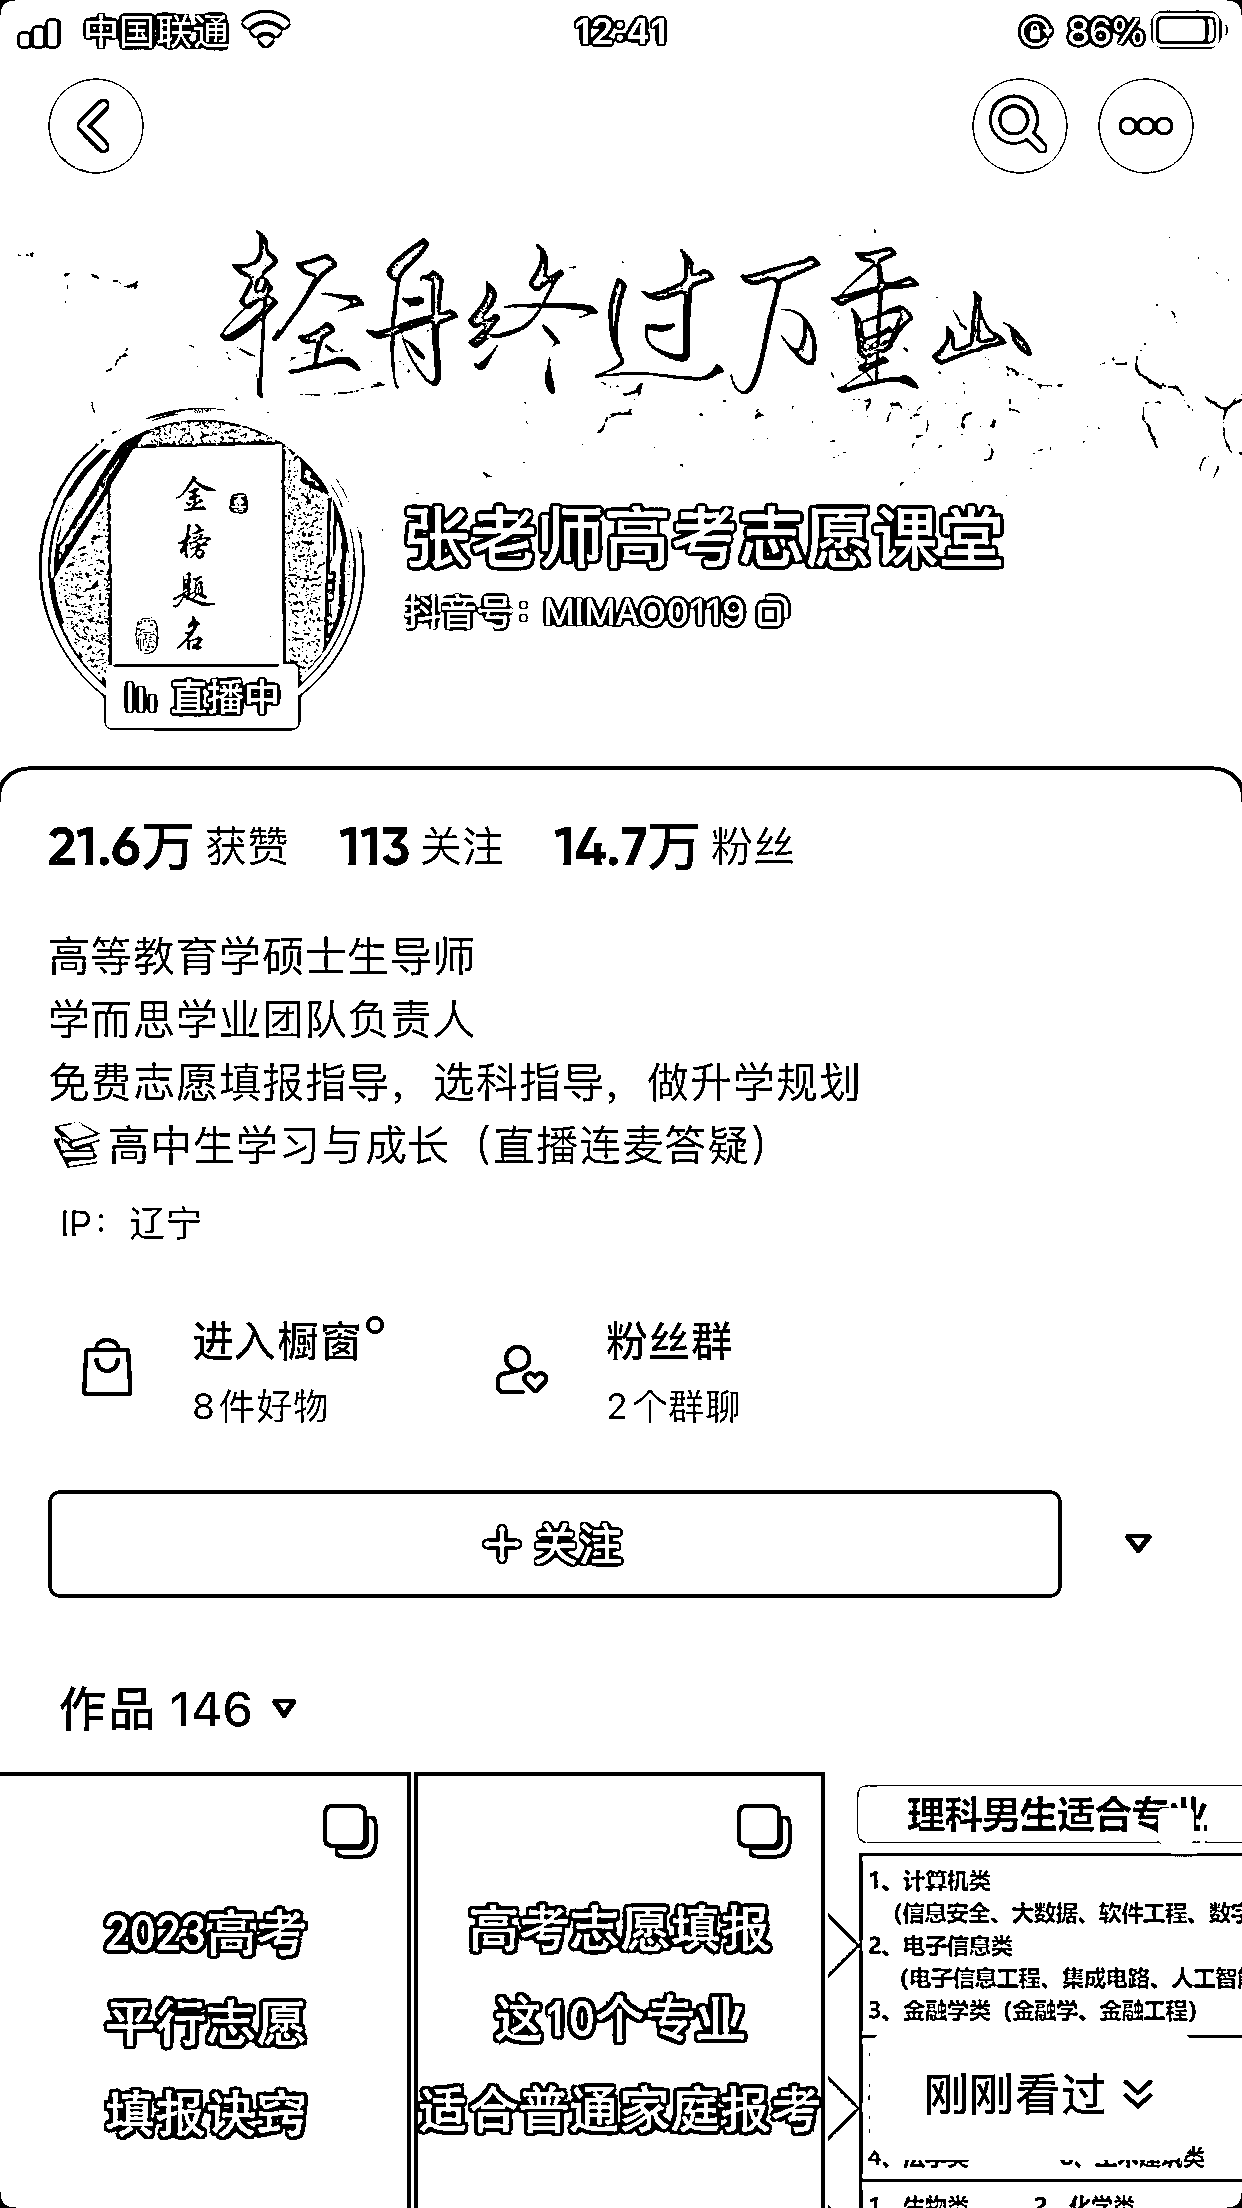 中国联通 12:41 86%
轻舟终过万重山
金榜题名
张老师高考志愿课堂
抖音号：MIMAO0119
直播中
21.6万 获赞 113 关注 14.7万 粉丝
高等教育学硕士生导师
学而思学业团队负责人
免费志愿填报指导，选科指导，做升学规划
📚高中生学习与成长（直播连麦答疑）
IP：辽宁
进入橱窗 粉丝群
8件好物 2个群聊
+ 关注
作品 146
2023高考
平行志愿
填报诀窍
高考志愿填报
这10个专业
适合普通家庭报考
理科男生适合专业
1、计算机类
(信息安全、大数据、软件工程、数字
2、电子信息类
(电子信息工程、集成电路、人工智能
3、金融学类（金融学、金融工程）
刚刚看过
1、生物类 2、化学类